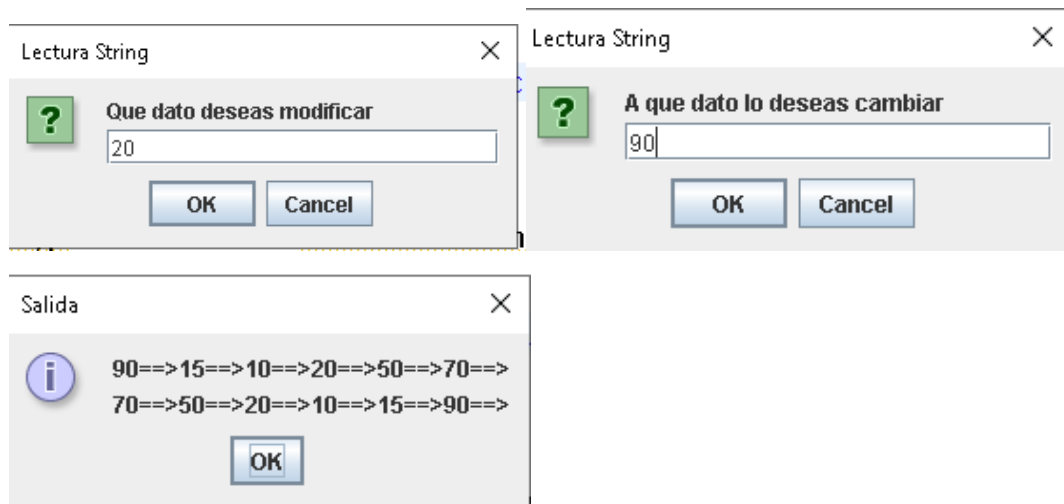 Lectura String
Que dato deseas modificar
20
OK Cancel
Lectura String
A que dato lo deseas cambiar
90
OK Cancel
Salida
90==>15==>10==>20==>50==>70==>
70==>50==>20==>10==>15==>90==>
OK